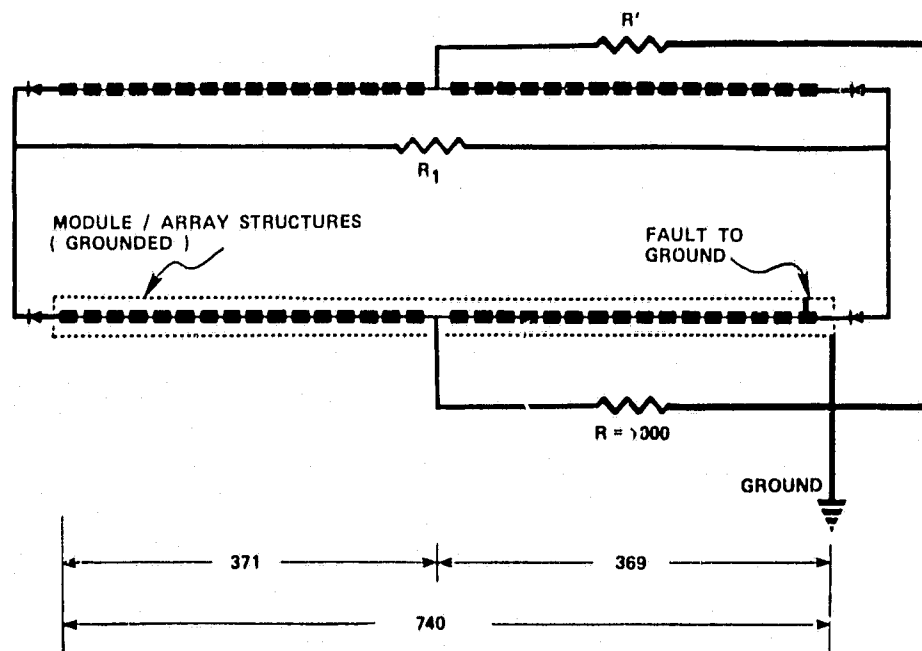 R'
R1
MODULE / ARRAY STRUCTURES
( GROUNDED )
FAULT TO
GROUND
R =
GROUND
371
369
740